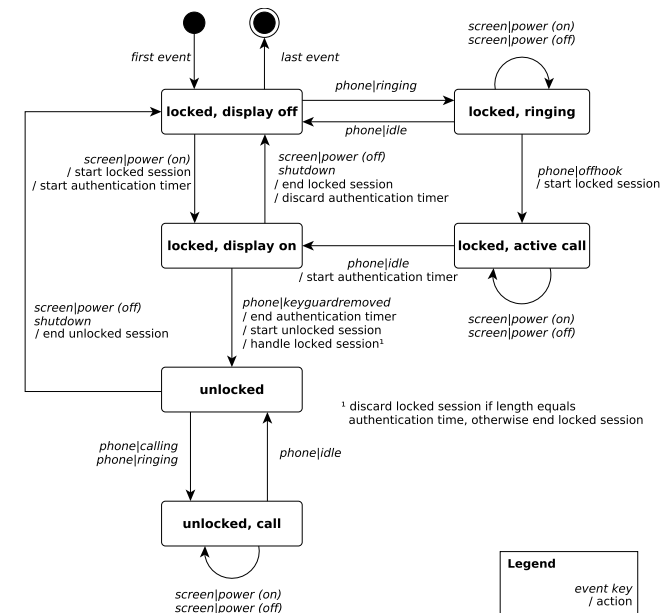 screen|power (on)
screen|power (off)
first event
last event
phone|ringing
locked, display off
locked, ringing
phone|idle
screen|power (on)
/ start locked session
/ start authentication timer
screen|power (off)
shutdown
/ end locked session
/ discard authentication timer
phone|offhook
/ start locked session
locked, display on
locked, active call
phone|idle
/ start authentication timer
screen|power (off)
shutdown
/ end unlocked session
phone|keyguardremoved
/ end authentication timer
/ start unlocked session
/ handle locked session¹
screen|power (on)
screen|power (off)
unlocked
¹ discard locked session if length equals
authentication time, otherwise end locked session
phone|calling
phone|ringing
phone|idle
unlocked, call
screen|power (on)
screen|power (off)
Legend
event key
/ action